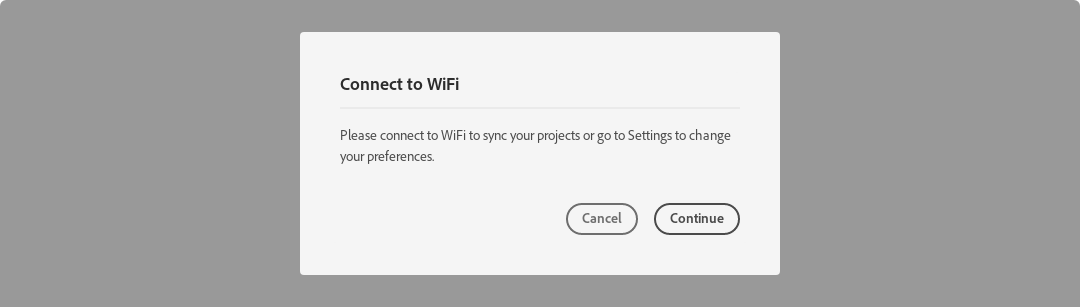 Connect to WiFi
Please connect to WiFi to sync your projects or go to Settings to change
your preferences.
Cancel
Continue